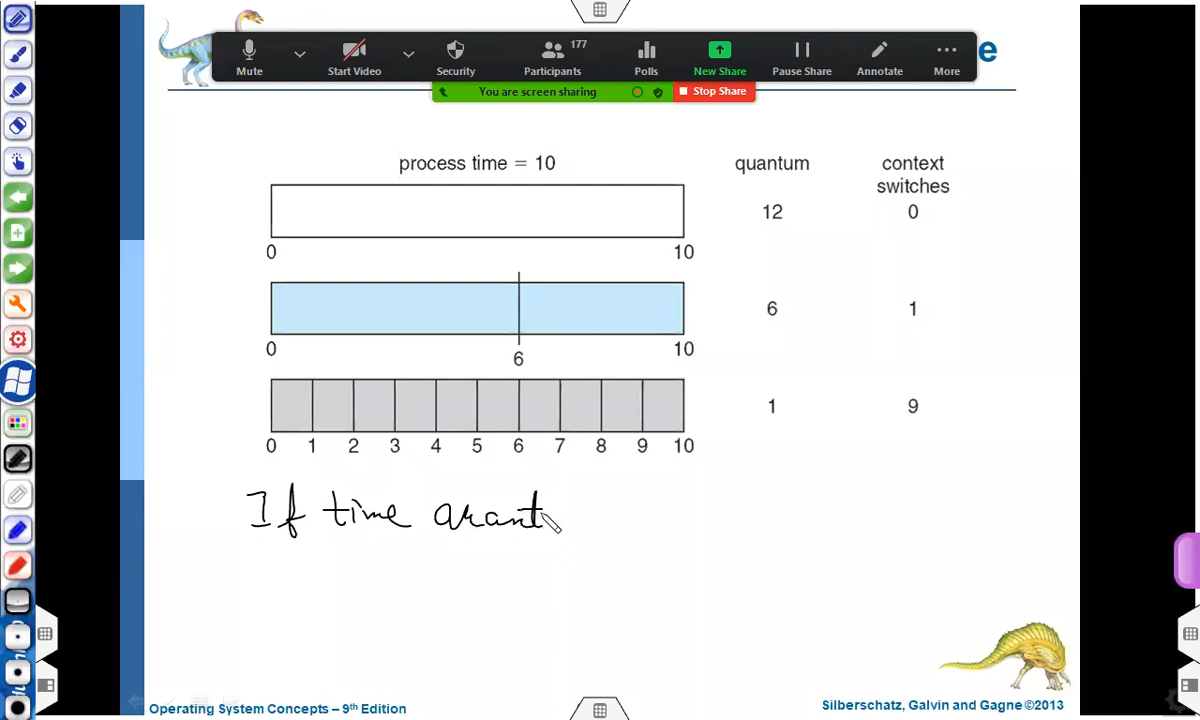 e
Mute
Start Video
Security
Participants
177
Polls
New Share
Pause Share
Annotate
More
You are screen sharing
Stop Share
process time = 10
quantum
context
switches
0 10
12 0
0 6 10
6 1
0 1 2 3 4 5 6 7 8 9 10
1 9
If time quant
Operating System Concepts – 9th Edition
Silberschatz, Galvin and Gagne ©2013